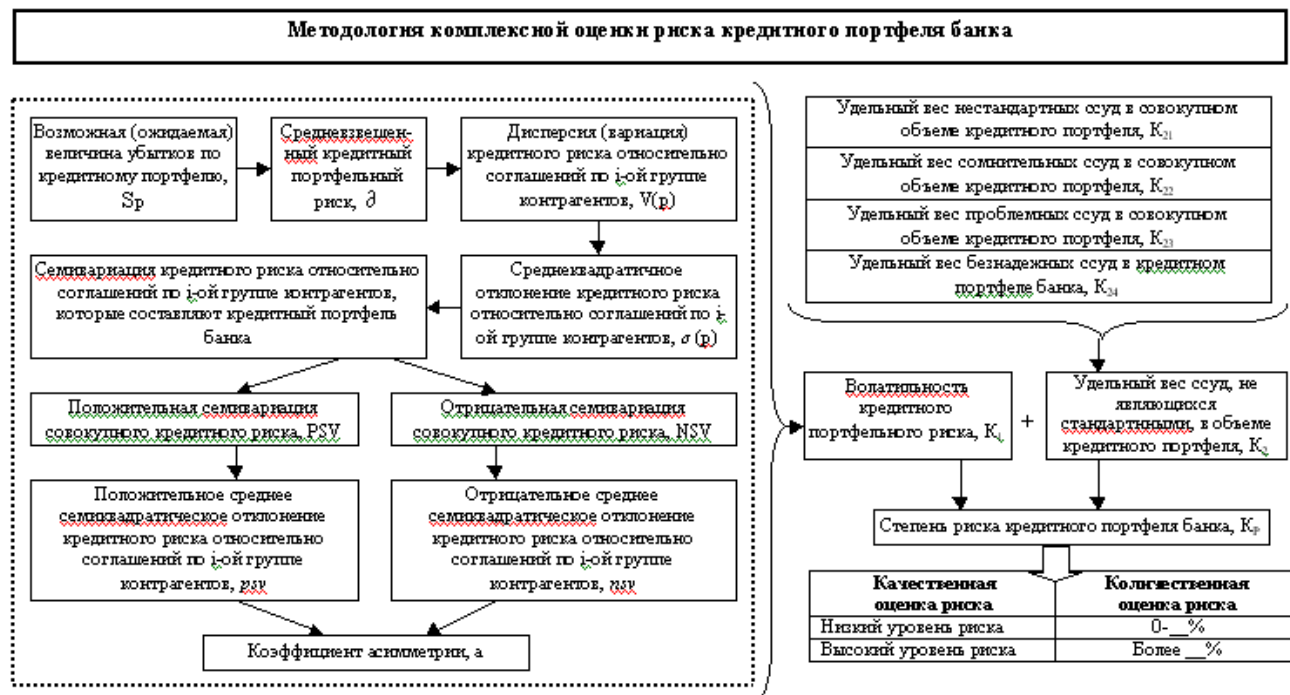 Методология комплексной оценки риска кредитного портфеля банка
Возможная (ожидаемая)
величина убытков по
кредитному портфелю,
Sp
Средневзвешен-
ный кредитный
портфельный
риск, ∂
Дисперсия (вариация)
кредитного риска относительно
соглашений по i-ой группе
контрагентов, V(p)
Семивариация кредитного риска относительно
соглашений по i-ой группе контрагентов,
которые составляют кредитный портфель
банка
Среднеквадратичное
отклонение кредитного риска
относительно соглашений по i-
ой группе контрагентов, σ (p)
Положительная семивариация
совокупного кредитного риска, PSV
Отрицательная семивариация
совокупного кредитного риска, NSV
Положительное среднее
семиквадратическое отклонение
кредитного риска относительно
соглашений по i-ой группе
контрагентов, psv
Отрицательное среднее
семиквадратическое отклонение
кредитного риска относительно
соглашений по i-ой группе
контрагентов, nsv
Коэффициент асимметрии, а
Удельный вес нестандартных ссуд в совокупном
объеме кредитного портфеля, К21
Удельный вес сомнительных ссуд в совокупном
объеме кредитного портфеля, К22
Удельный вес проблемных ссуд в совокупном
объеме кредитного портфеля, К23
Удельный вес безнадежных ссуд в кредитном
портфеле банка, К24
Волатильность
кредитного
портфельного риска, К1
+
Удельный вес ссуд, не
являющихся
стандартнными, в объеме
кредитного портфеля, К2
Степень риска кредитного портфеля банка, КР
Качественная
оценка риска
Количественная
оценка риска
Низкий уровень риска 0-__%
Высокий уровень риска Более __%